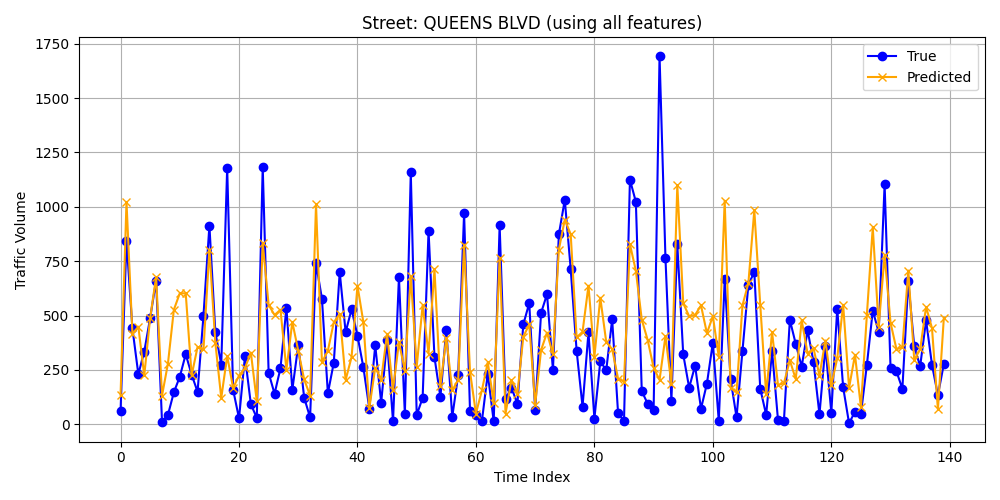 Street: QUEENS BLVD (using all features)
True
Predicted
Traffic Volume
1750
1500
1250
1000
750
500
250
0
0 20 40 60 80 100 120 140
Time Index